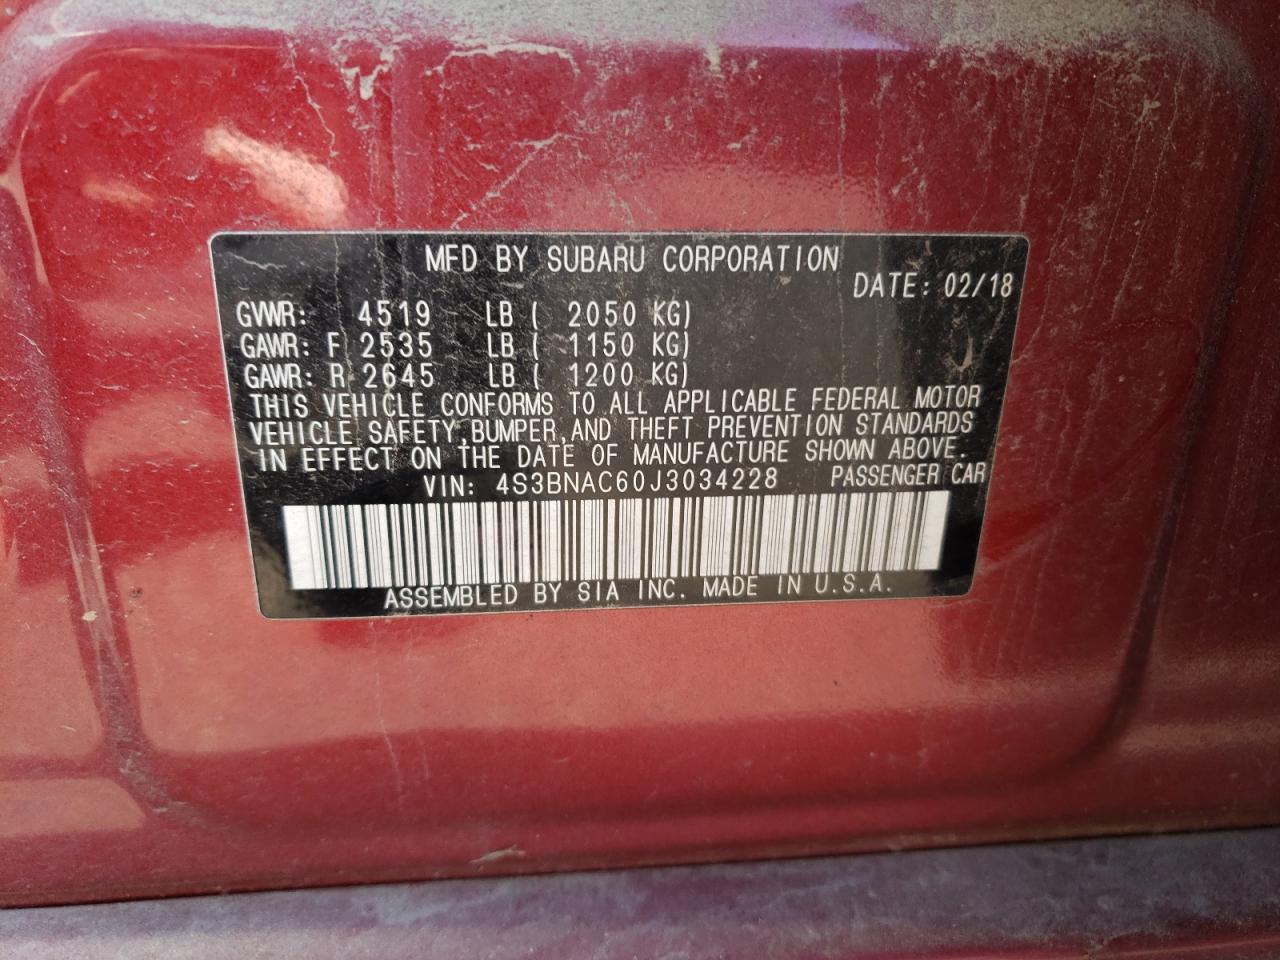 MFD BY SUBARU CORPORATION
DATE: 02/18
GVWR: 4519 LB ( 2050 KG)
GAWR: F 2535 LB ( 1150 KG)
GAWR: R 2645 LB ( 1200 KG)
THIS VEHICLE CONFORMS TO ALL APPLICABLE FEDERAL MOTOR
VEHICLE SAFETY,BUMPER,AND THEFT PREVENTION STANDARDS
IN EFFECT ON THE DATE OF MANUFACTURE SHOWN ABOVE.
VIN: 4S3BNAC60J3034228 PASSENGER CAR
ASSEMBLED BY SIA INC. MADE IN U.S.A.